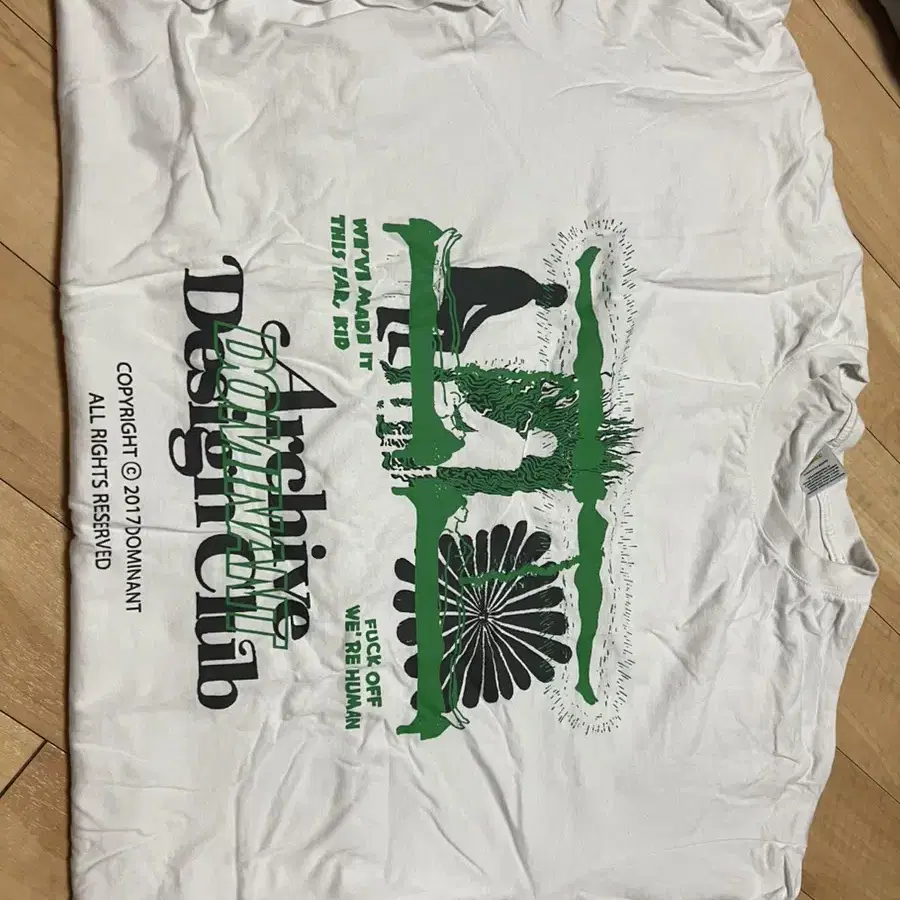 WE'VE MADE IT
THIS FAR, KID
FUCK OFF
WE'RE HUMAN
Archive
DOMINANT
Design Club
COPYRIGHT © 2017DOMINANT
ALL RIGHTS RESERVED